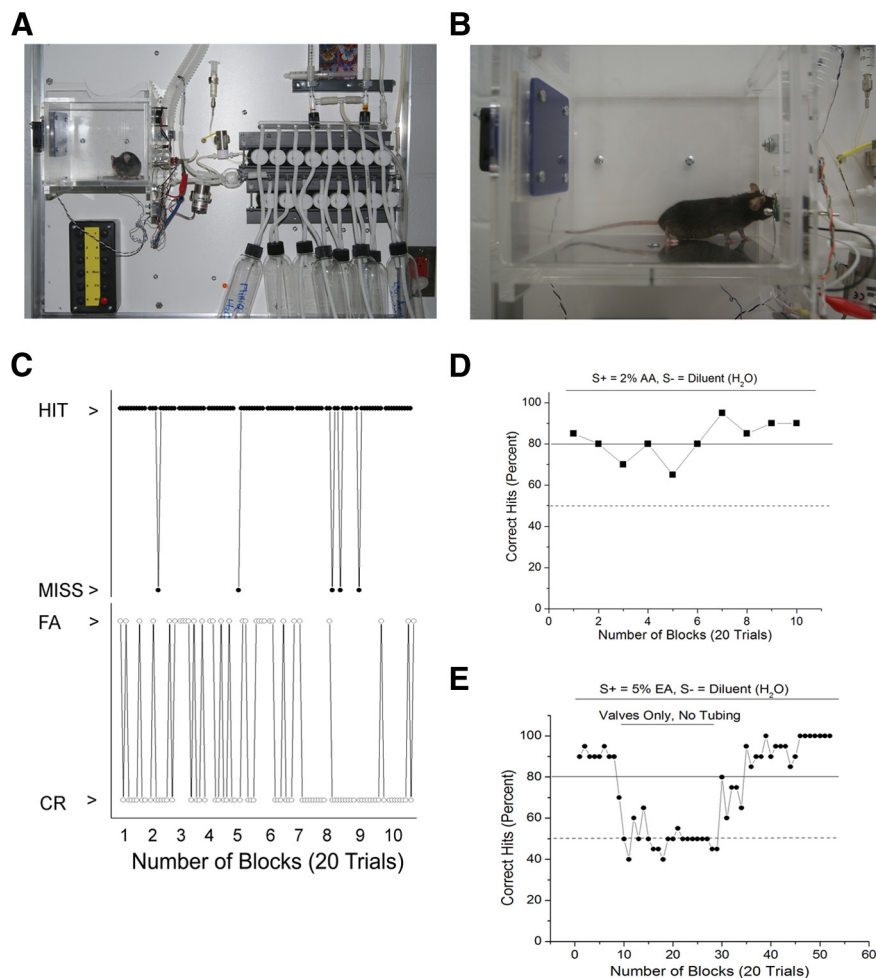 A
B
C
HIT >
MISS >
FA >
CR >
1 2 3 4 5 6 7 8 9 10
Number of Blocks (20 Trials)
D
S+ = 2% AA, S- = Diluent (H₂O)
Correct Hits (Percent)
100
80
60
40
20
0
0 2 4 6 8 10
Number of Blocks (20 Trials)
E
S+ = 5% EA, S- = Diluent (H₂O)
Valves Only, No Tubing
Correct Hits (Percent)
100
80
60
40
20
0
0 10 20 30 40 50 60
Number of Blocks (20 Trials)